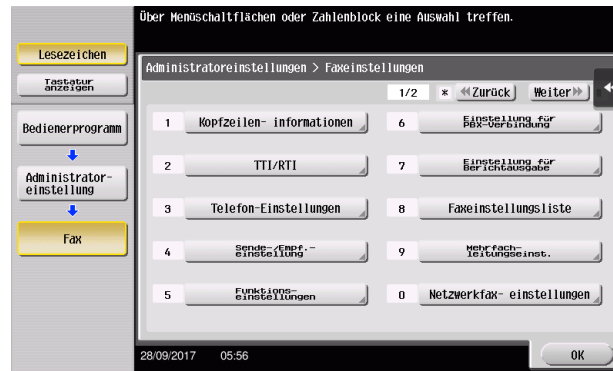 Über Menüschaltflächen oder Zahlenblock eine Auswahl treffen.
Lesezeichen
Tastatur
anzeigen
Bedienerprogramm
Administrator-
einstellung
Fax
Administratoreinstellungen > Faxeinstellungen
1/2 * Zurück Weiter
1 Kopfzeilen- informationen
2 TTI/RTI
3 Telefon-Einstellungen
4 Sende-/Empf.-
einstellung
5 Funktions-
einstellungen
6 Einstellung für
PBX-Verbindung
7 Einstellung für
Berichtausgabe
8 Faxeinstellungsliste
9 Mehrfach-
leitungseinst.
0 Netzwerkfax- einstellungen
28/09/2017 05:56
OK